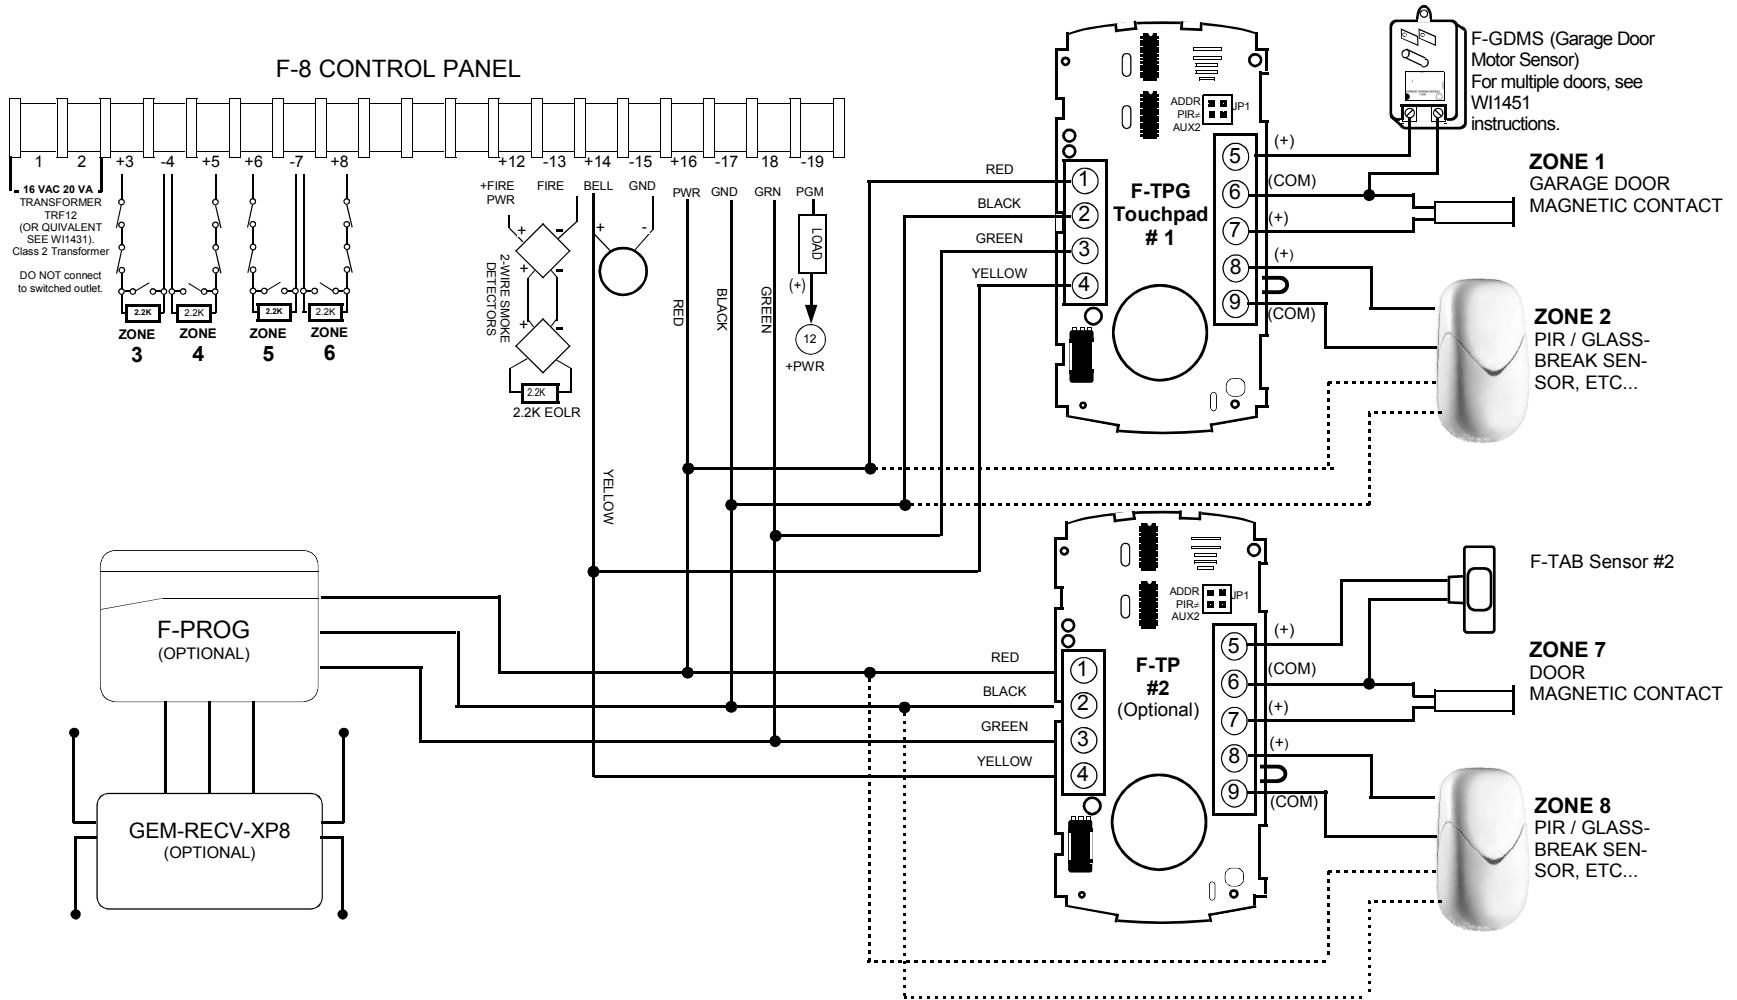 F-8 CONTROL PANEL
1 2 +3 -4 +5 +6 -7 +8 +12 -13 +14 -15 +16 -17 18 -19
16 VAC 20 VA
TRANSFORMER
TRF12
(OR QUIVALENT
SEE WI1431).
Class 2 Transformer
DO NOT connect
to switched outlet.
2.2K
2.2K
2.2K
2.2K
ZONE
3
ZONE
4
ZONE
5
ZONE
6
+FIRE
PWR
FIRE
BELL
GND
PWR
GND
GRN
PGM
+
-
+
-
+
-
+
-
2-WIRE SMOKE
DETECTORS
2.2K
2.2K EOLR
LOAD
(+)
12
+PWR
RED
BLACK
GREEN
YELLOW
RED
BLACK
GREEN
YELLOW
1
2
3
4
ADDR
PIR≠
AUX2
JP1
F-TPG
Touchpad
# 1
5
6
7
8
9
(+)
(COM)
(+)
(+)
(COM)
F-GDMS (Garage Door
Motor Sensor)
For multiple doors, see
WI1451
instructions.
ZONE 1
GARAGE DOOR
MAGNETIC CONTACT
ZONE 2
PIR / GLASS-
BREAK SEN-
SOR, ETC...
F-PROG
(OPTIONAL)
GEM-RECV-XP8
(OPTIONAL)
RED
BLACK
GREEN
YELLOW
1
2
3
4
ADDR
PIR≠
AUX2
JP1
F-TP
#2
(Optional)
5
6
7
8
9
(+)
(COM)
(+)
(+)
(COM)
F-TAB Sensor #2
ZONE 7
DOOR
MAGNETIC CONTACT
ZONE 8
PIR / GLASS-
BREAK SEN-
SOR, ETC...